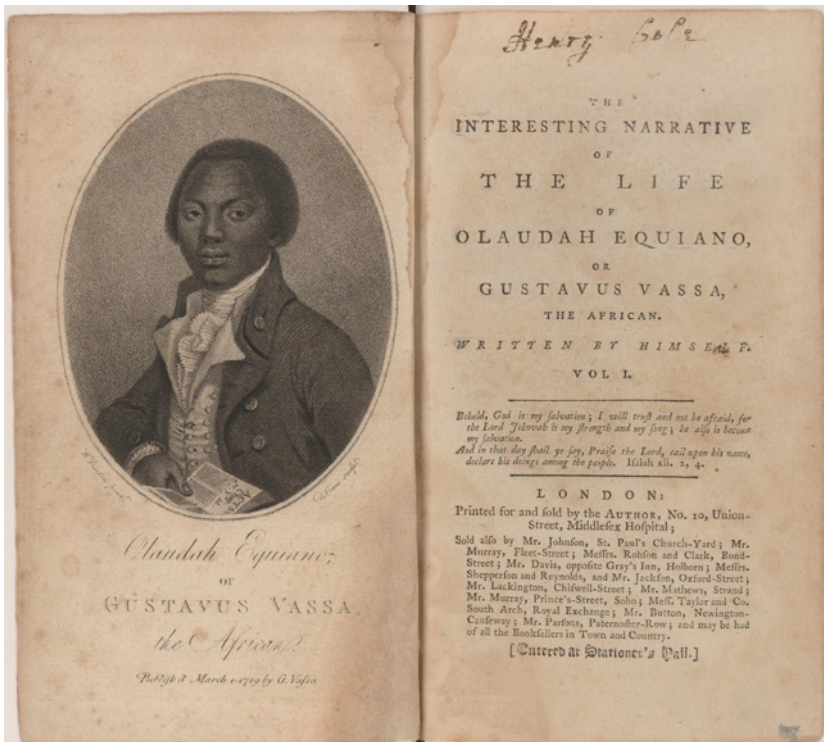 Olaudah Equiano;
or
GUSTAVUS VASSA,
the African.
Publish'd March 1 1789 by G. Vassa
Henry
THE
INTERESTING NARRATIVE
OF
THE LIFE
OF
OLAUDAH EQUIANO,
OR
GUSTAVUS VASSA,
THE AFRICAN.
WRITTEN BY HIMSELF.
VOL I.
Behold, God is my ſalvation; I will truſt and not be afraid, for
the Lord Jehovah is my ſtrength and my ſong; he alſo is become
my ſalvation.
And in that day ſhall ye ſay, Praiſe the Lord, call upon his name,
declare his doings among the people. Iſaiah xii. 2, 4.
LONDON:
Printed for and ſold by the AUTHOR, No. 10, Union-
Street, Middleſex Hoſpital;
Sold alſo by Mr. Johnſon, St. Paul's Church-Yard; Mr.
Murray, Fleet-Street; Meſſrs. Robſon and Clark, Bond-
Street; Mr. Davis, oppoſite Gray's Inn, Holborn; Meſſrs.
Shepperſon and Reynolds, and Mr. Jackſon, Oxford-Street;
Mr. Lackington, Chiſwell-Street; Mr. Mathews, Strand;
Mr. Murray, Prince's-Street, Soho; Meſſ. Taylor and Co.
South Arch, Royal Exchange; Mr. Button, Newington-
Cauſeway; Mr. Parſons, Paternoſter-Row; and may be had
of all the Bookſellers in Town and Country.
[Entered at Stationer's Hall.]